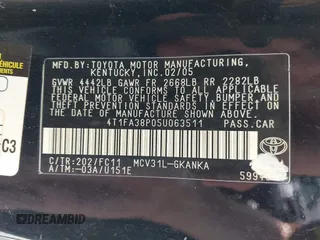 MFD. BY: TOYOTA MOTOR MANUFACTURING,
KENTUCKY, INC. 02/05
GVWR 4442LB GAWR FR 2668LB RR 2282LB
THIS VEHICLE CONFORMS TO ALL APPLICABLE
FEDERAL MOTOR VEHICLE SAFETY, BUMPER, AND
THEFT PREVENTION STANDARDS IN EFFECT ON
THE DATE OF MANUFACTURE SHOWN ABOVE.
4T1FA38P05U063511 PASS.CAR
C/TR:202/FC11 MCV31L-GKANKA
A/TM:-03A/U151E
C3
DREAMBID